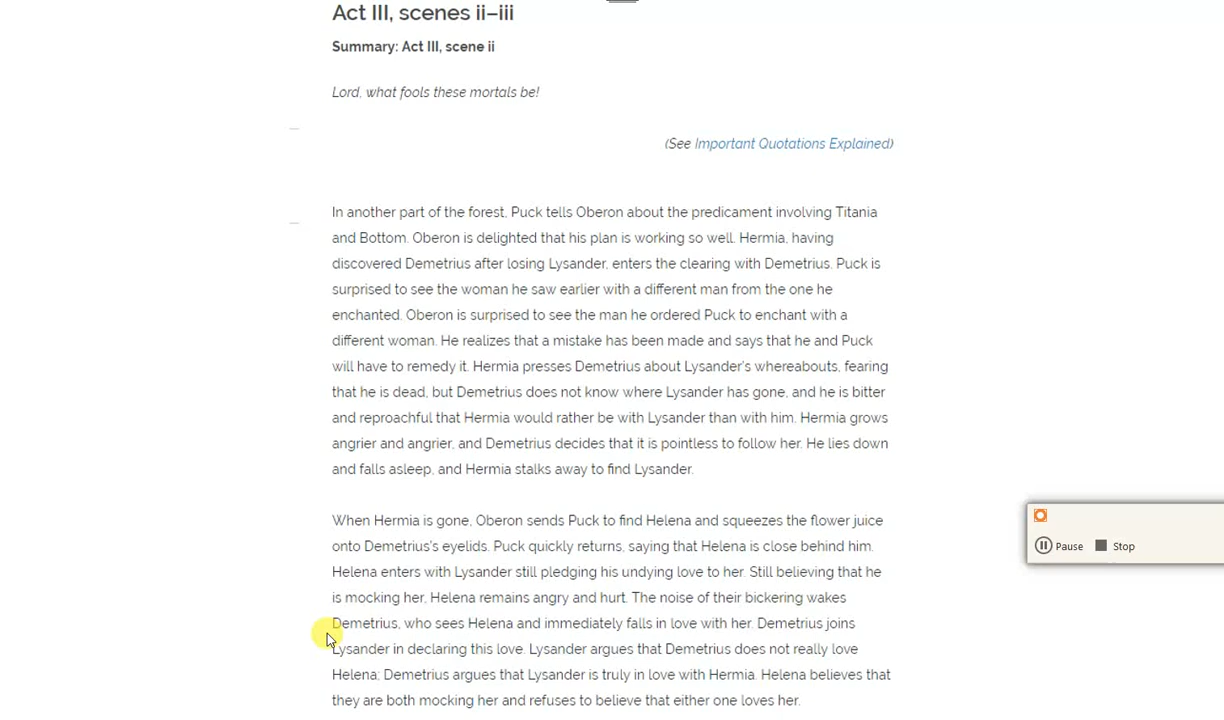 Act III, scenes ii–iii
Summary: Act III, scene ii
Lord, what fools these mortals be!
(See Important Quotations Explained)
In another part of the forest, Puck tells Oberon about the predicament involving Titania
and Bottom. Oberon is delighted that his plan is working so well. Hermia, having
discovered Demetrius after losing Lysander, enters the clearing with Demetrius. Puck is
surprised to see the woman he saw earlier with a different man from the one he
enchanted. Oberon is surprised to see the man he ordered Puck to enchant with a
different woman. He realizes that a mistake has been made and says that he and Puck
will have to remedy it. Hermia presses Demetrius about Lysander's whereabouts, fearing
that he is dead, but Demetrius does not know where Lysander has gone, and he is bitter
and reproachful that Hermia would rather be with Lysander than with him. Hermia grows
angrier and angrier, and Demetrius decides that it is pointless to follow her. He lies down
and falls asleep, and Hermia stalks away to find Lysander.
When Hermia is gone, Oberon sends Puck to find Helena and squeezes the flower juice
onto Demetrius's eyelids. Puck quickly returns, saying that Helena is close behind him.
Helena enters with Lysander still pledging his undying love to her. Still believing that he
is mocking her, Helena remains angry and hurt. The noise of their bickering wakes
Demetrius, who sees Helena and immediately falls in love with her. Demetrius joins
Lysander in declaring this love. Lysander argues that Demetrius does not really love
Helena; Demetrius argues that Lysander is truly in love with Hermia. Helena believes that
they are both mocking her and refuses to believe that either one loves her.
Pause Stop